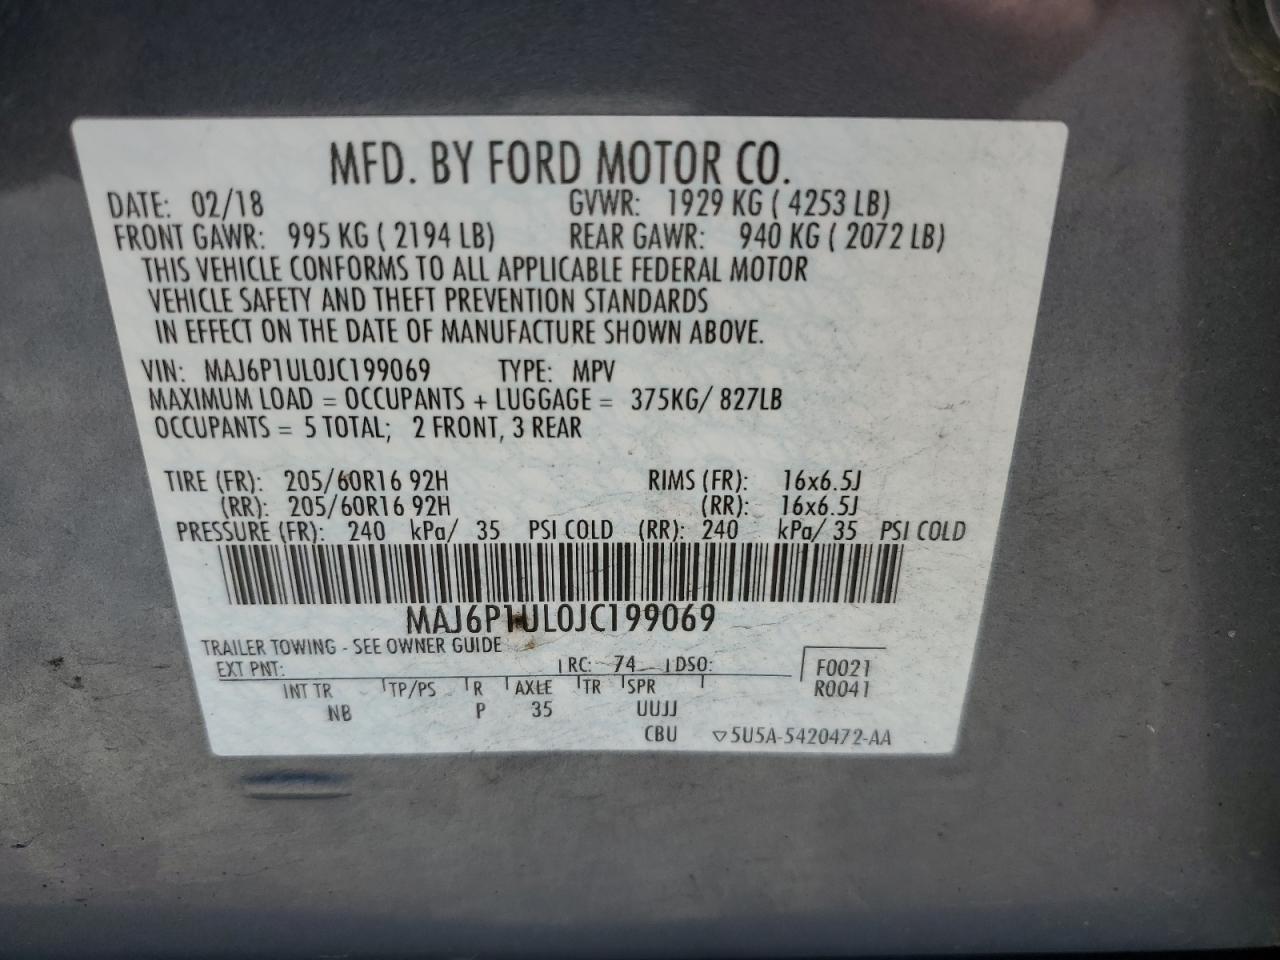 MFD. BY FORD MOTOR CO.
DATE: 02/18 GVWR: 1929 KG ( 4253 LB)
FRONT GAWR: 995 KG ( 2194 LB) REAR GAWR: 940 KG ( 2072 LB)
THIS VEHICLE CONFORMS TO ALL APPLICABLE FEDERAL MOTOR
VEHICLE SAFETY AND THEFT PREVENTION STANDARDS
IN EFFECT ON THE DATE OF MANUFACTURE SHOWN ABOVE.
VIN: MAJ6P1UL0JC199069 TYPE: MPV
MAXIMUM LOAD = OCCUPANTS + LUGGAGE = 375KG/ 827LB
OCCUPANTS = 5 TOTAL; 2 FRONT, 3 REAR
TIRE (FR): 205/60R16 92H RIMS (FR): 16x6.5J
(RR): 205/60R16 92H (RR): 16x6.5J
PRESSURE (FR): 240 kPa/ 35 PSI COLD (RR): 240 kPa/ 35 PSI COLD
MAJ6P1UL0JC199069
TRAILER TOWING - SEE OWNER GUIDE
EXT PNT: RC: 74 DSO: F0021
R0041
INT TR TP/PS R AXLE TR SPR
NB P 35 UUJJ
CBU ▽5U5A-5420472-AA